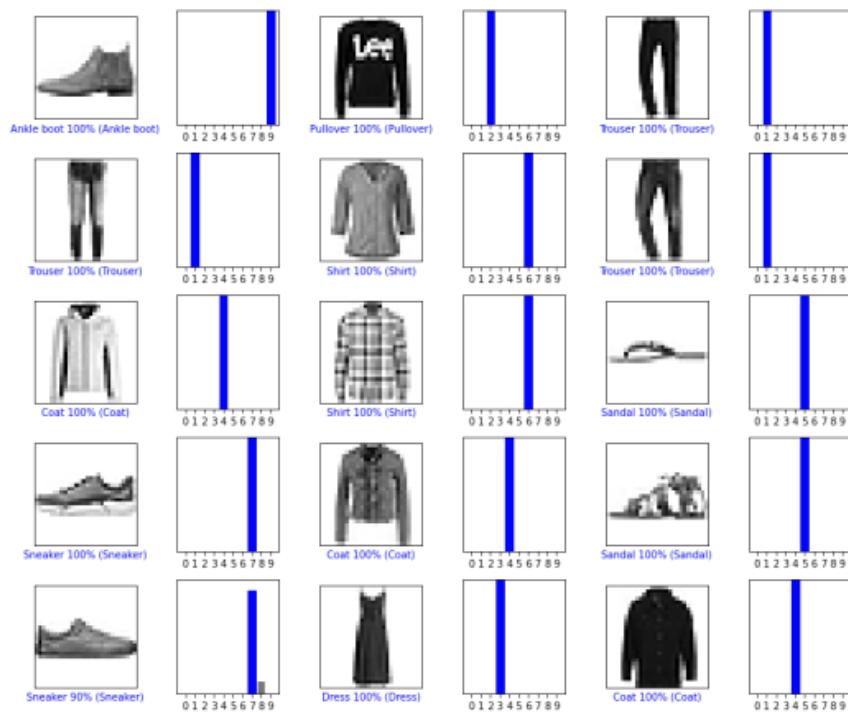 Lee
0 1 2 3 4 5 6 7 8 9
0 1 2 3 4 5 6 7 8 9
0 1 2 3 4 5 6 7 8 9
Ankle boot 100% (Ankle boot)
Pullover 100% (Pullover)
Trouser 100% (Trouser)
0 1 2 3 4 5 6 7 8 9
0 1 2 3 4 5 6 7 8 9
0 1 2 3 4 5 6 7 8 9
Trouser 100% (Trouser)
Shirt 100% (Shirt)
Trouser 100% (Trouser)
0 1 2 3 4 5 6 7 8 9
0 1 2 3 4 5 6 7 8 9
0 1 2 3 4 5 6 7 8 9
Coat 100% (Coat)
Shirt 100% (Shirt)
Sandal 100% (Sandal)
0 1 2 3 4 5 6 7 8 9
0 1 2 3 4 5 6 7 8 9
0 1 2 3 4 5 6 7 8 9
Sneaker 100% (Sneaker)
Coat 100% (Coat)
Sandal 100% (Sandal)
0 1 2 3 4 5 6 7 8 9
0 1 2 3 4 5 6 7 8 9
0 1 2 3 4 5 6 7 8 9
Sneaker 90% (Sneaker)
Dress 100% (Dress)
Coat 100% (Coat)